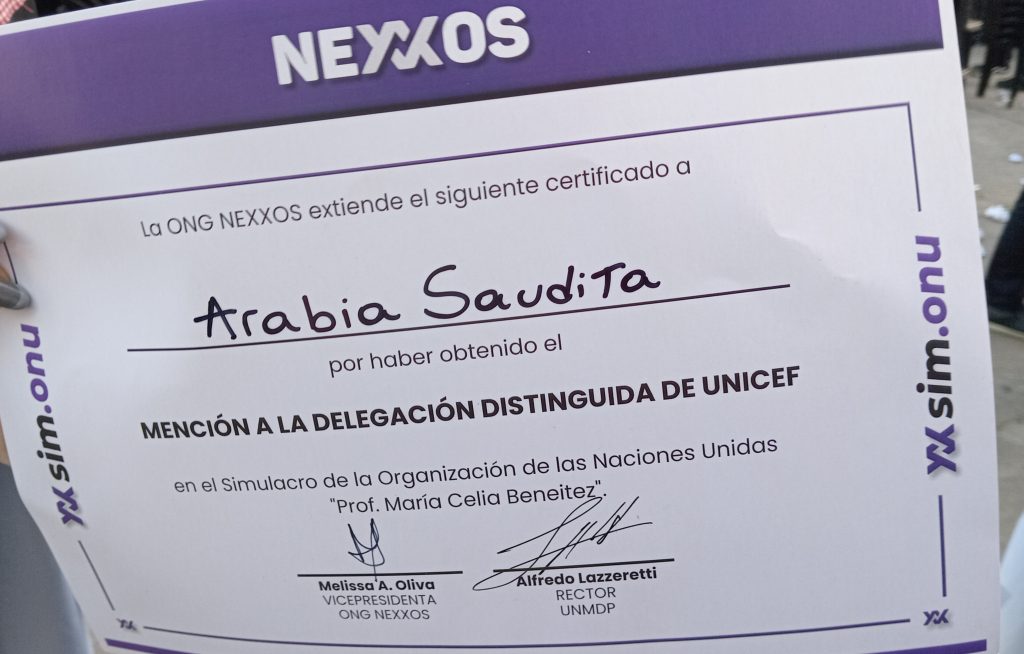 NEXXOS
La ONG NEXXOS extiende el siguiente certificado a
Arabia Saudita
por haber obtenido el
MENCIÓN A LA DELEGACIÓN DISTINGUIDA DE UNICEF
en el Simulacro de la Organización de las Naciones Unidas
"Prof. María Celia Beneitez".
Melissa A. Oliva
VICEPRESIDENTA
ONG NEXXOS
Alfredo Lazzeretti
RECTOR
UNMDP
sim.onu
sim.onu